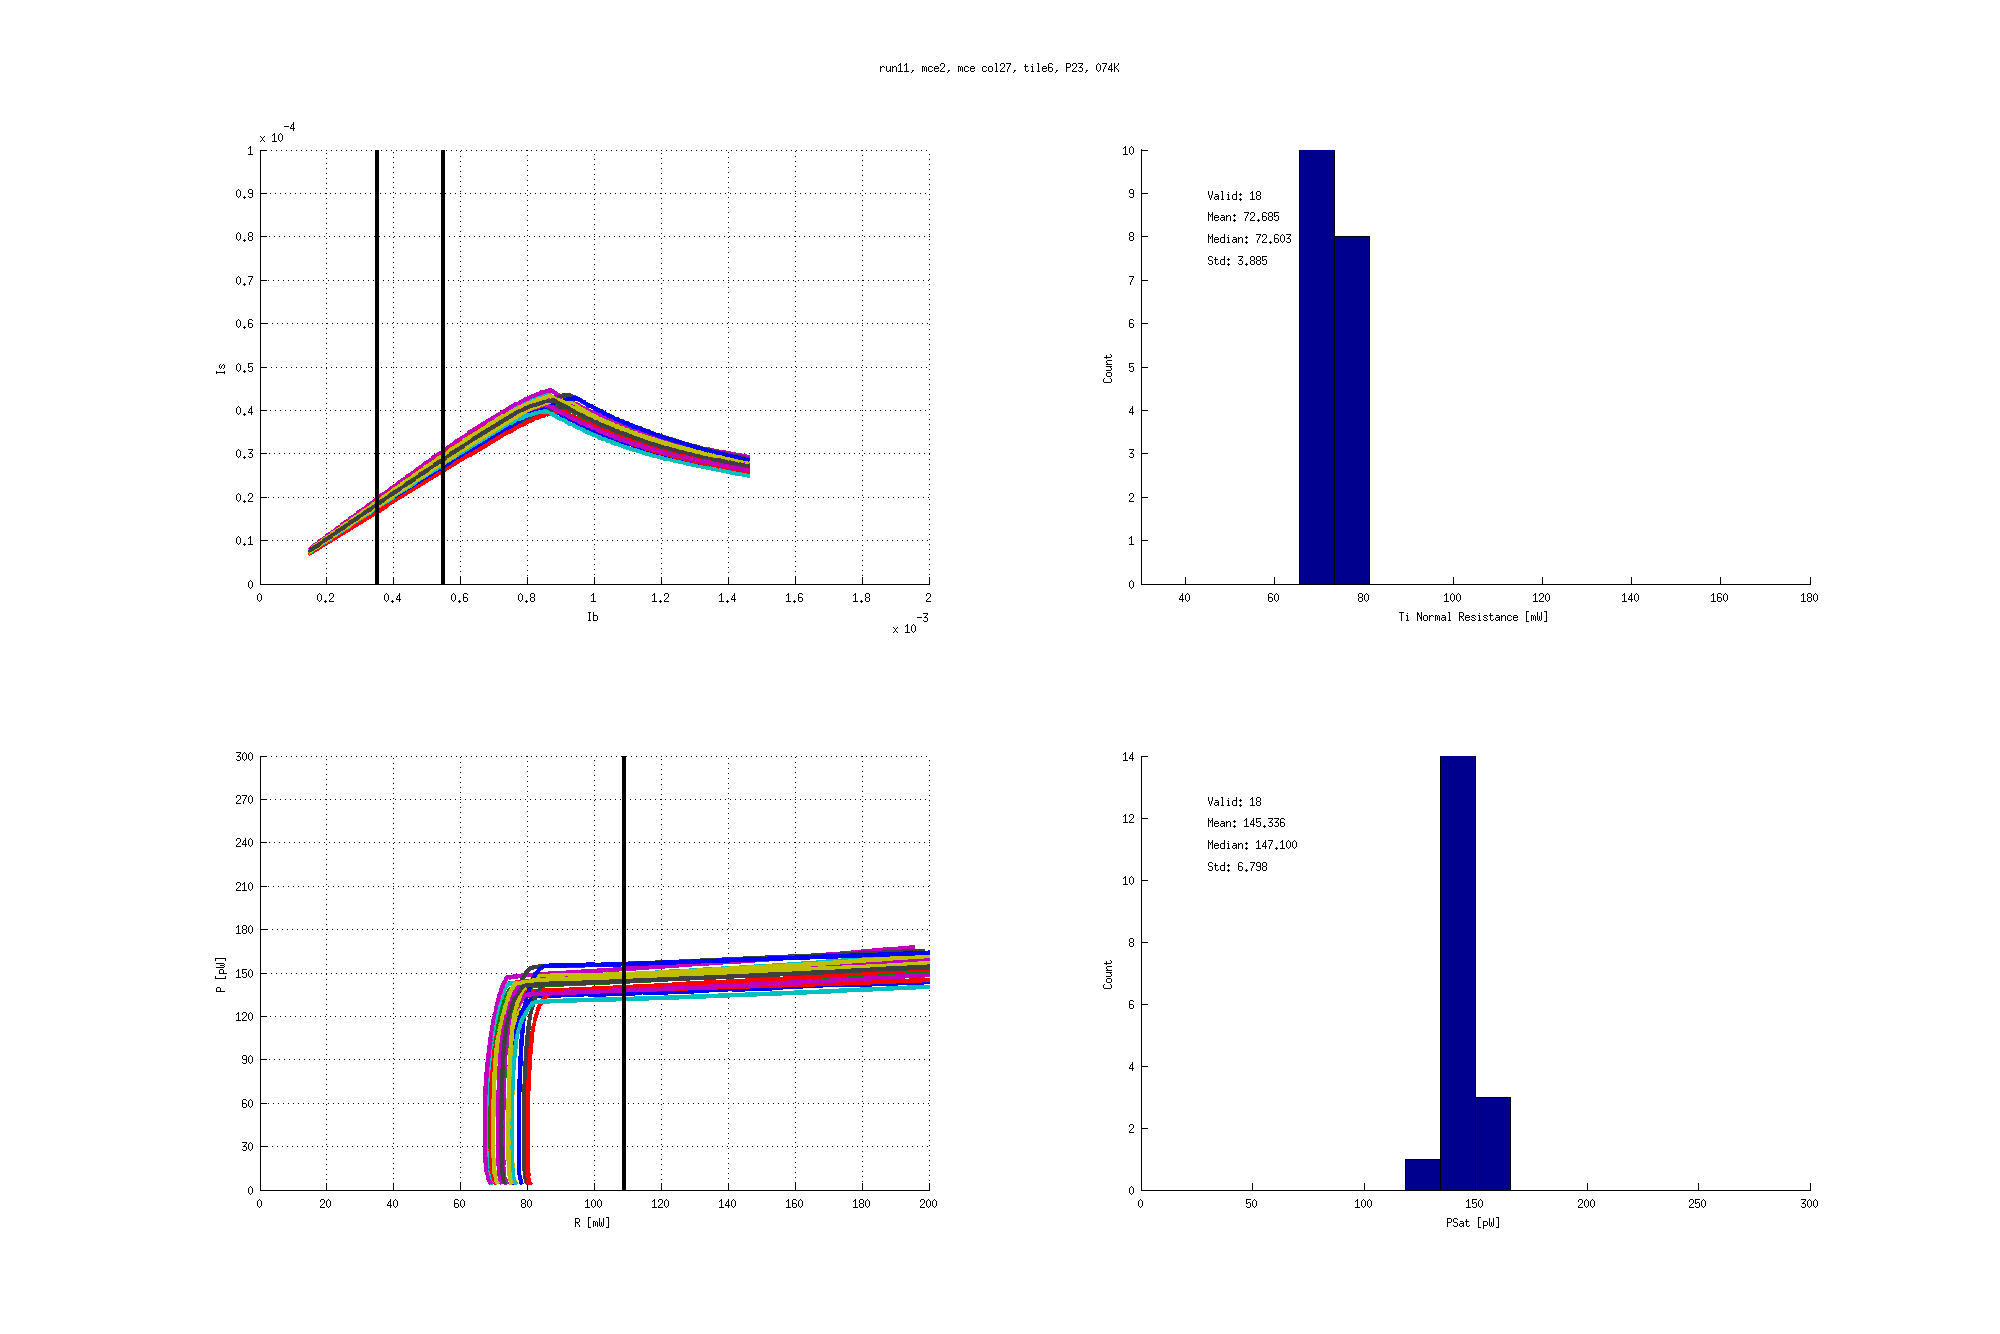 run11, mce2, mce col27, tile6, P23, 074K
x 10^-4
1
0.9
0.8
0.7
0.6
0.5
0.4
0.3
0.2
0.1
0
Is
0 0.2 0.4 0.6 0.8 1 1.2 1.4 1.6 1.8 2
Ib
x 10^-3
10
9
8
7
6
5
4
3
2
1
0
Count
Valid: 18
Mean: 72.685
Median: 72.603
Std: 3.885
40 60 80 100 120 140 160 180
Ti Normal Resistance [mW]
300
270
240
210
180
150
120
90
60
30
0
P [pW]
0 20 40 60 80 100 120 140 160 180 200
R [mW]
14
12
10
8
6
4
2
0
Count
Valid: 18
Mean: 145.336
Median: 147.100
Std: 6.798
0 50 100 150 200 250 300
PSat [pW]